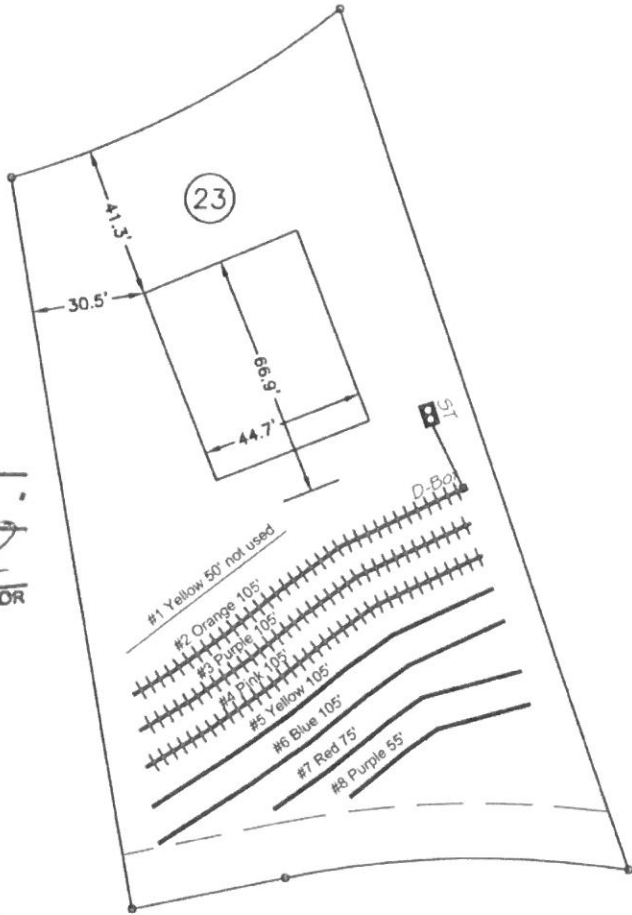 23
41.3'
30.5'
66.9'
44.7'
ST
D-Box
#1 Yellow 50' not used
#2 Orange 105'
#3 Purple 105'
#4 Pink 105'
#5 Yellow 105'
#6 Blue 105'
#7 Red 75'
#8 Purple 55'
OR